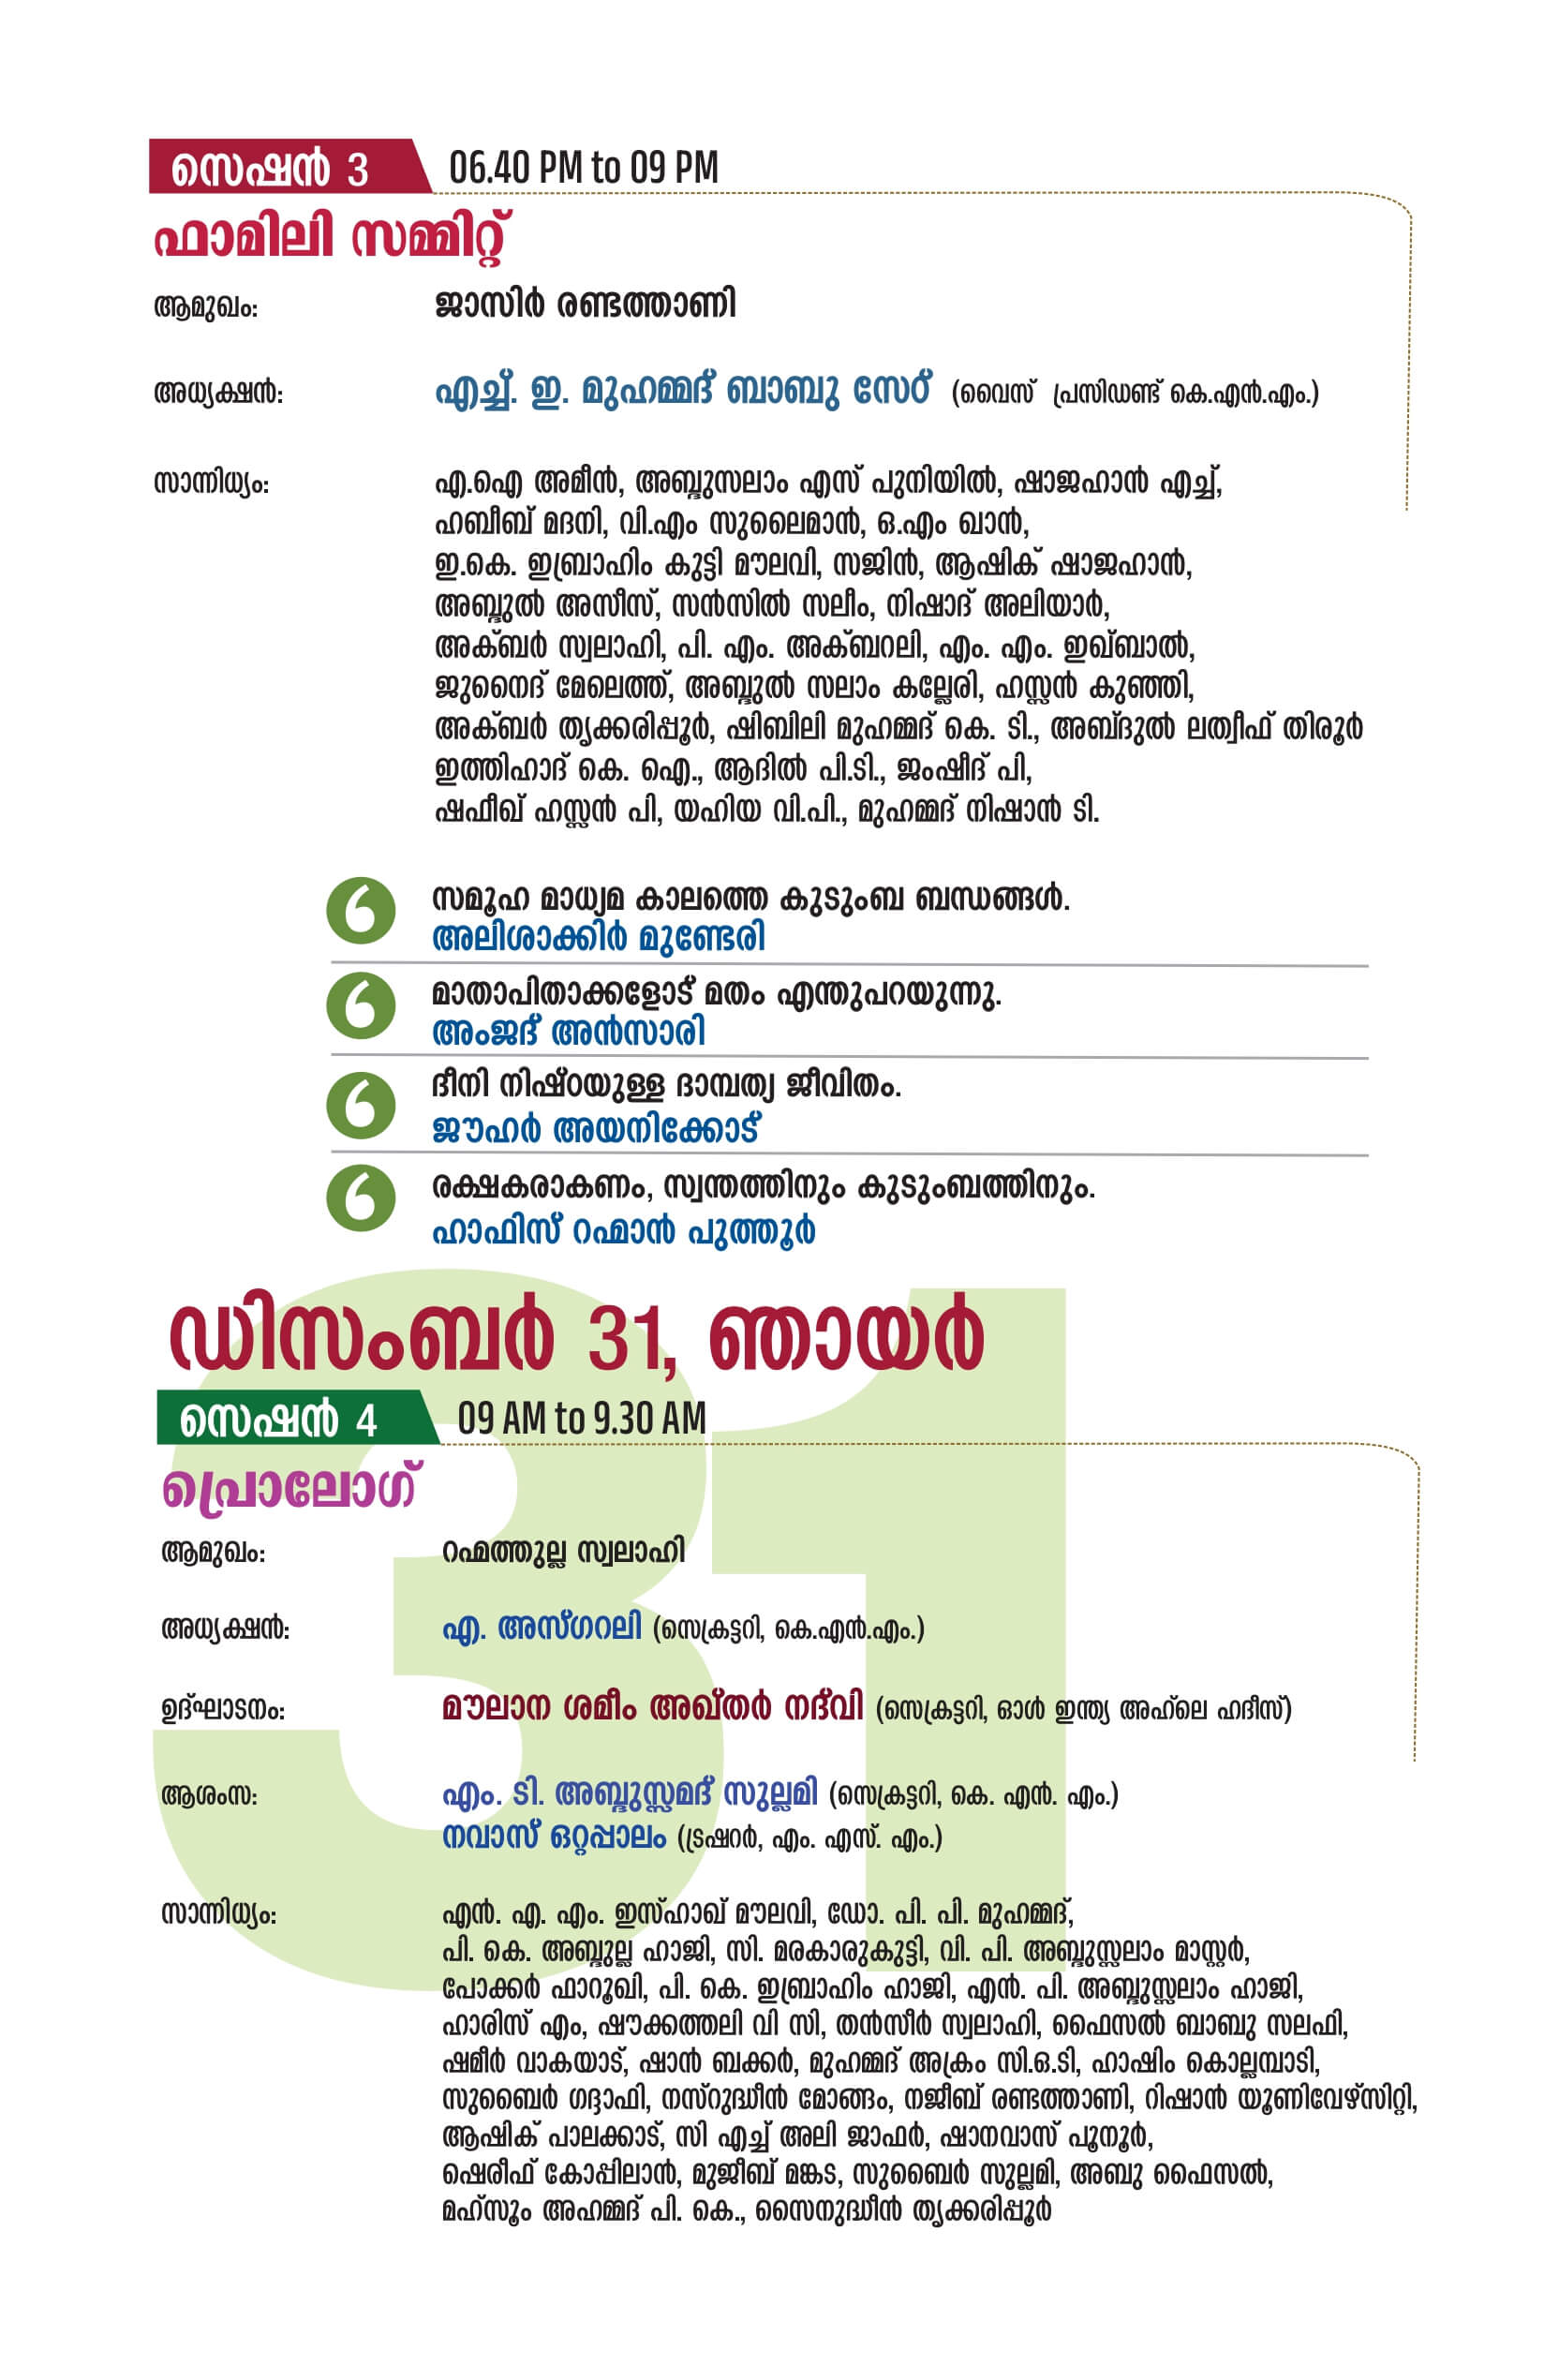 സെഷൻ 3 06.40 PM to 09 PM
ഫാമിലി സമ്മിറ്റ്
ആമുഖം: ജാസിർ രണ്ടത്താണി
അധ്യക്ഷൻ: എച്ച്. ഇ. മുഹമ്മദ് ബാബു സേഠ് (വൈസ് പ്രസിഡണ്ട് കെ.എൻ.എം.)
സാന്നിധ്യം: എ.ഐ അമീൻ, അബ്ദുസലാം എസ് പുനിയിൽ, ഷാജഹാൻ എച്ച്,
ഹബീബ് മദനി, വി.എം സുലൈമാൻ, ഒ.എം ഖാൻ,
ഇ.കെ. ഇബ്രാഹിം കുട്ടി മൗലവി, സജിൻ, ആഷിക് ഷാജഹാൻ,
അബ്ദുൽ അസീസ്, സൻസിൽ സലീം, നിഷാദ് അലിയാർ,
അക്ബർ സ്വലാഹി, പി. എം. അക്ബറലി, എം. എം. ഇഖ്ബാൽ,
ജുനൈദ് മേലെത്ത്, അബ്ദുൽ സലാം കല്ലേരി, ഹസ്സൻ കുഞ്ഞി,
അക്ബർ തൃക്കരിപ്പൂർ, ഷിബിലി മുഹമ്മദ് കെ. ടി., അബ്ദുൽ ലത്വീഫ് തിരൂർ
ഇത്തിഹാദ് കെ. ഐ., ആദിൽ പി.ടി., ജംഷീദ് പി,
ഷഫീഖ് ഹസ്സൻ പി, യഹിയ വി.പി., മുഹമ്മദ് നിഷാൻ ടി.
സമൂഹ മാധ്യമ കാലത്തെ കുടുംബ ബന്ധങ്ങൾ.
അലിശാക്കിർ മുണ്ടേരി
മാതാപിതാക്കളോട് മതം എന്തുപറയുന്നു.
അംജദ് അൻസാരി
ദീനി നിഷ്ഠയുള്ള ദാമ്പത്യ ജീവിതം.
ജൗഹർ അയനിക്കോട്
രക്ഷകരാകണം, സ്വന്തത്തിനും കുടുംബത്തിനും.
ഹാഫിസ് റഹ്മാൻ പുത്തൂർ
ഡിസംബർ 31, ഞായർ
സെഷൻ 4 09 AM to 9.30 AM
പ്രൊലോഗ്
ആമുഖം: റഹ്മത്തുല്ല സ്വലാഹി
അധ്യക്ഷൻ: എ. അസ്ഗറലി (സെക്രട്ടറി, കെ.എൻ.എം.)
ഉദ്ഘാടനം: മൗലാന ശമീം അഖ്തർ നദ്‌വി (സെക്രട്ടറി, ഓൾ ഇന്ത്യ അഹ്‌ലെ ഹദീസ്)
ആശംസ: എം. ടി. അബ്ദുസ്സമദ് സുല്ലമി (സെക്രട്ടറി, കെ. എൻ. എം.)
നവാസ് ഒറ്റപ്പാലം (ട്രഷറർ, എം. എസ്. എം.)
സാന്നിധ്യം: എൻ. എ. എം. ഇസ്ഹാഖ് മൗലവി, ഡോ. പി. പി. മുഹമ്മദ്,
പി. കെ. അബ്ദുല്ല ഹാജി, സി. മരകാരുകുട്ടി, വി. പി. അബ്ദുസ്സലാം മാസ്റ്റർ,
പോക്കർ ഫാറൂഖി, പി. കെ. ഇബ്രാഹിം ഹാജി, എൻ. പി. അബ്ദുസ്സലാം ഹാജി,
ഹാരിസ് എം, ഷൗക്കത്തലി വി സി, തൻസീർ സ്വലാഹി, ഫൈസൽ ബാബു സലഫി,
ഷമീർ വാകയാട്, ഷാൻ ബക്കർ, മുഹമ്മദ് അക്രം സി.ഒ.ടി, ഹാഷിം കൊല്ലമ്പാടി,
സുബൈർ ഗദ്ദാഫി, നസ്റുദ്ധീൻ മോങ്ങം, നജീബ് രണ്ടത്താണി, റിഷാൻ യൂണിവേഴ്സിറ്റി,
ആഷിക് പാലക്കാട്, സി എച്ച് അലി ജാഫർ, ഷാനവാസ് പൂനൂർ,
ഷെരീഫ് കോപ്പിലാൻ, മുജീബ് മങ്കട, സുബൈർ സുല്ലമി, അബു ഫൈസൽ,
മഹ്സൂം അഹമ്മദ് പി. കെ., സൈനുദ്ധീൻ തൃക്കരിപ്പൂർ